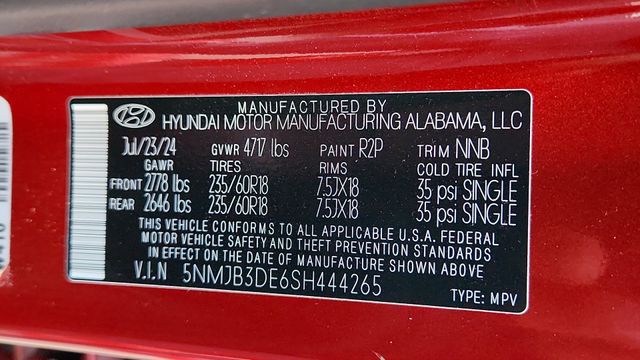 MANUFACTURED BY
HYUNDAI MOTOR MANUFACTURING ALABAMA, LLC
Jul/23/24 GVWR 4717 lbs PAINT R2P TRIM NNB
GAWR TIRES RIMS COLD TIRE INFL
FRONT 2778 lbs 235/60R18 7.5JX18 35 psi SINGLE
REAR 2646 lbs 235/60R18 7.5JX18 35 psi SINGLE
THIS VEHICLE CONFORMS TO ALL APPLICABLE U.S.A. FEDERAL
MOTOR VEHICLE SAFETY AND THEFT PREVENTION STANDARDS
IN EFFECT ON THE DATE OF MANUFACTURE SHOWN ABOVE
V.I.N 5NMJB3DE6SH444265
TYPE: MPV